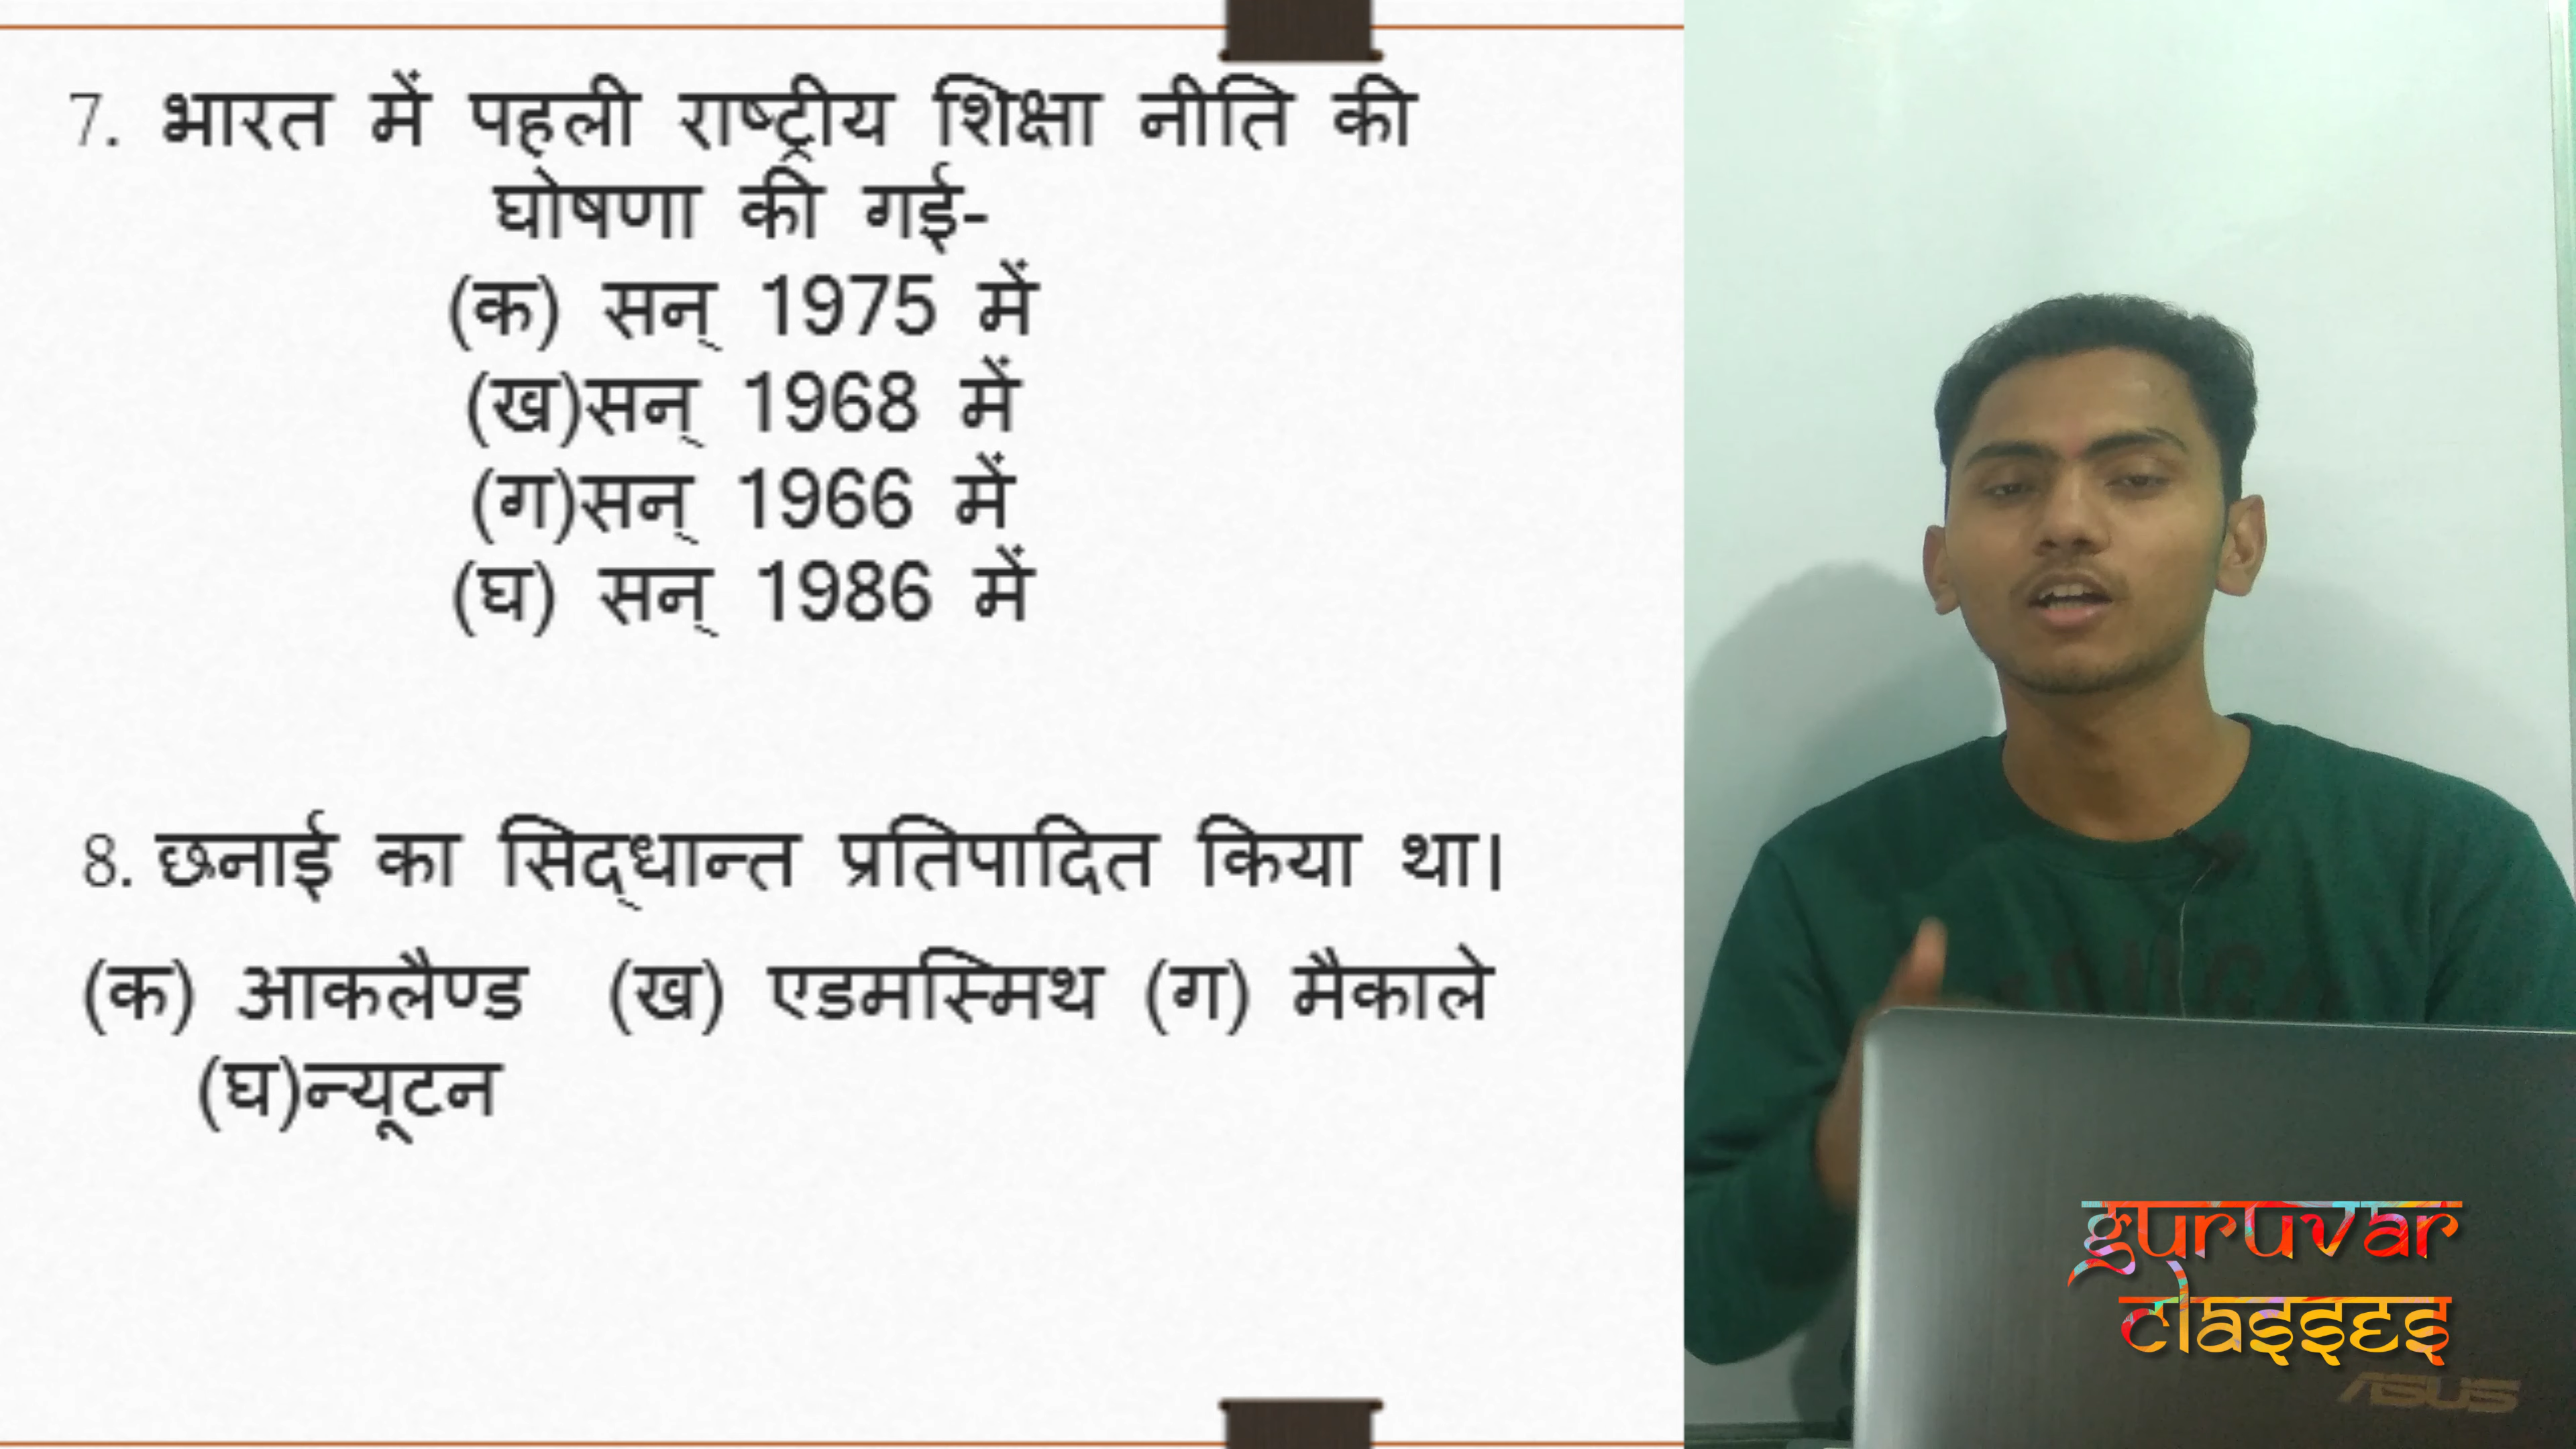 7. भारत में पहली राष्ट्रीय शिक्षा नीति की
घोषणा की गई-
(क) सन् 1975 में
(ख)सन् 1968 में
(ग)सन् 1966 में
(घ) सन् 1986 में
8. छनाई का सिद्धान्त प्रतिपादित किया था।
(क) आकलैण्ड (ख) एडमस्मिथ (ग) मैकाले
(घ)न्यूटन
guruvar
classes
ASUS